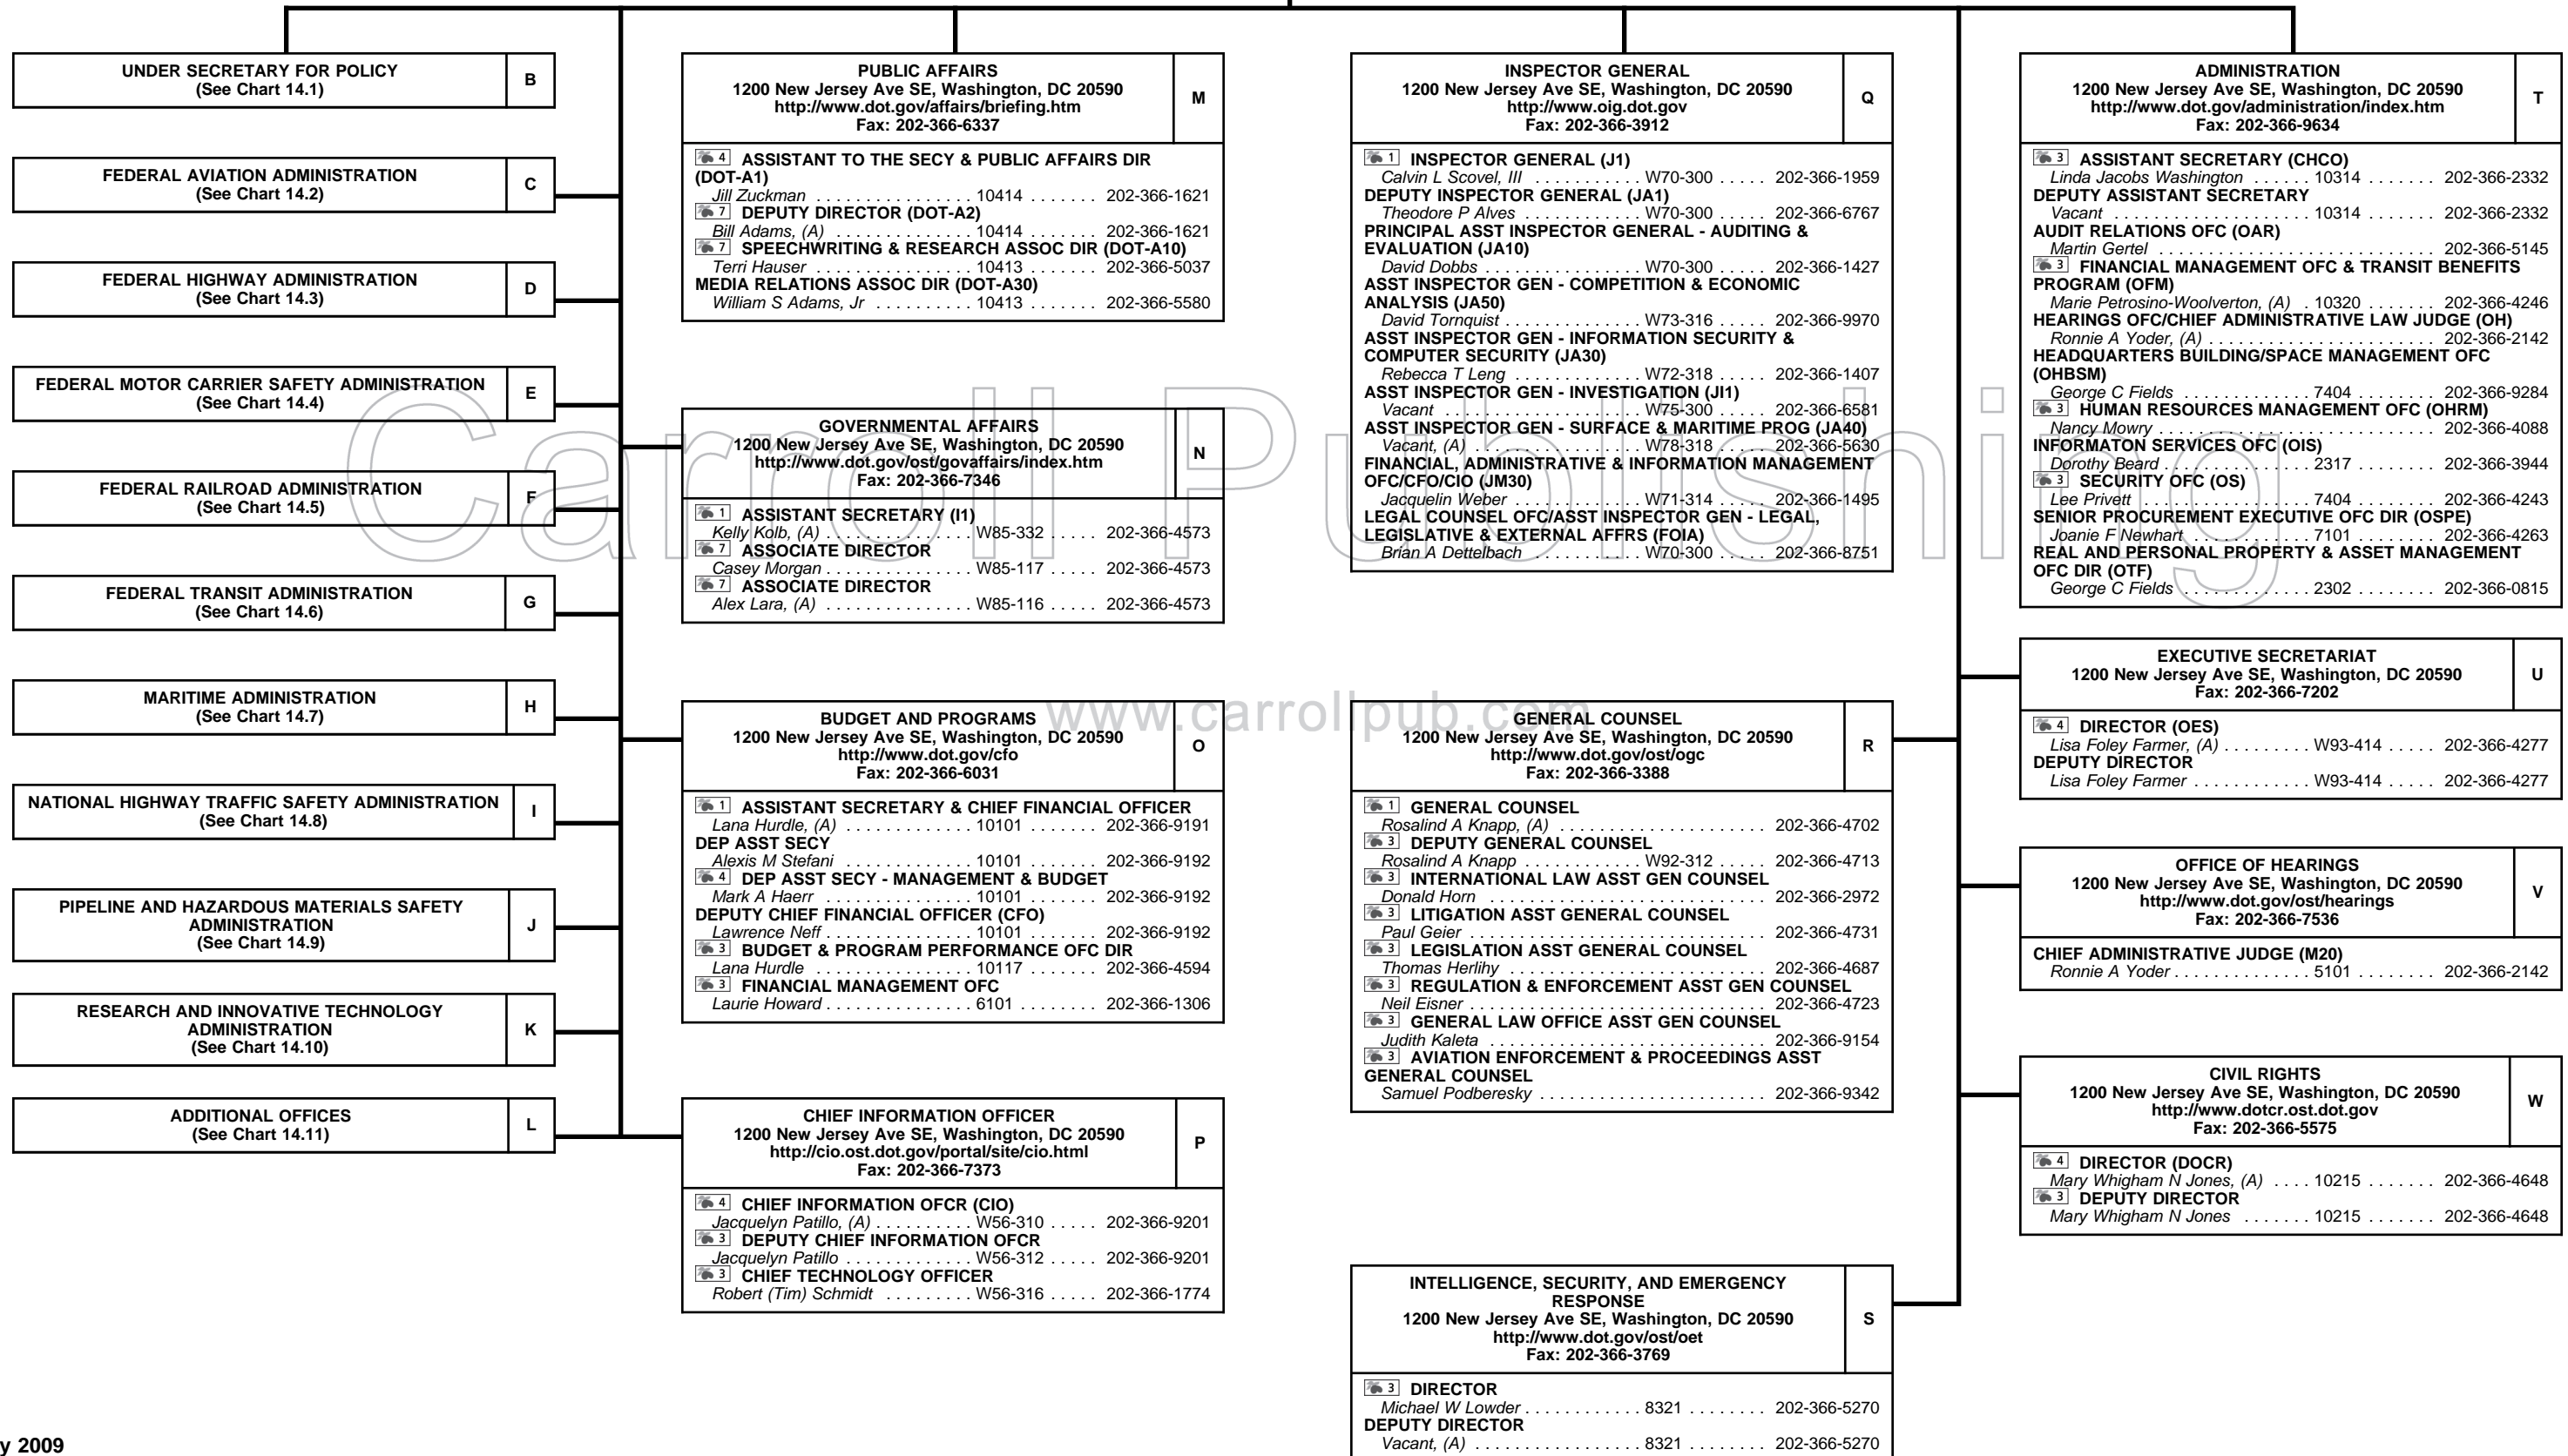 UNDER SECRETARY FOR POLICY
(See Chart 14.1)
B
FEDERAL AVIATION ADMINISTRATION
(See Chart 14.2)
C
FEDERAL HIGHWAY ADMINISTRATION
(See Chart 14.3)
D
FEDERAL MOTOR CARRIER SAFETY ADMINISTRATION
(See Chart 14.4)
E
FEDERAL RAILROAD ADMINISTRATION
(See Chart 14.5)
F
FEDERAL TRANSIT ADMINISTRATION
(See Chart 14.6)
G
MARITIME ADMINISTRATION
(See Chart 14.7)
H
NATIONAL HIGHWAY TRAFFIC SAFETY ADMINISTRATION
(See Chart 14.8)
I
PIPELINE AND HAZARDOUS MATERIALS SAFETY
ADMINISTRATION
(See Chart 14.9)
J
RESEARCH AND INNOVATIVE TECHNOLOGY
ADMINISTRATION
(See Chart 14.10)
K
ADDITIONAL OFFICES
(See Chart 14.11)
L
PUBLIC AFFAIRS
1200 New Jersey Ave SE, Washington, DC 20590
http://www.dot.gov/affairs/briefing.htm
Fax: 202-366-6337
M
4 ASSISTANT TO THE SECY & PUBLIC AFFAIRS DIR
(DOT-A1)
Jill Zuckman . . . . . . . . . . . . . . . . . 10414 . . . . . . . 202-366-1621
7 DEPUTY DIRECTOR (DOT-A2)
Bill Adams, (A) . . . . . . . . . . . . . . . 10414 . . . . . . . 202-366-1621
7 SPEECHWRITING & RESEARCH ASSOC DIR (DOT-A10)
Terri Hauser . . . . . . . . . . . . . . . . . 10413 . . . . . . . 202-366-5037
MEDIA RELATIONS ASSOC DIR (DOT-A30)
William S Adams, Jr . . . . . . . . . . 10413 . . . . . . . 202-366-5580
GOVERNMENTAL AFFAIRS
1200 New Jersey Ave SE, Washington, DC 20590
http://www.dot.gov/ost/govaffairs/index.htm
Fax: 202-366-7346
N
1 ASSISTANT SECRETARY (I1)
Kelly Kolb, (A) . . . . . . . . . . . . . . . W85-332 . . . . . 202-366-4573
7 ASSOCIATE DIRECTOR
Casey Morgan . . . . . . . . . . . . . . . W85-117 . . . . . 202-366-4573
7 ASSOCIATE DIRECTOR
Alex Lara, (A) . . . . . . . . . . . . . . . W85-116 . . . . . 202-366-4573
BUDGET AND PROGRAMS
1200 New Jersey Ave SE, Washington, DC 20590
http://www.dot.gov/cfo
Fax: 202-366-6031
O
1 ASSISTANT SECRETARY & CHIEF FINANCIAL OFFICER
Lana Hurdle, (A) . . . . . . . . . . . . . 10101 . . . . . . . 202-366-9191
DEP ASST SECY
Alexis M Stefani . . . . . . . . . . . . . 10101 . . . . . . . 202-366-9192
4 DEP ASST SECY - MANAGEMENT & BUDGET
Mark A Haerr . . . . . . . . . . . . . . . 10101 . . . . . . . 202-366-9192
DEPUTY CHIEF FINANCIAL OFFICER (CFO)
Lawrence Neff . . . . . . . . . . . . . . . 10101 . . . . . . . 202-366-9192
3 BUDGET & PROGRAM PERFORMANCE OFC DIR
Lana Hurdle . . . . . . . . . . . . . . . . 10117 . . . . . . . 202-366-4594
3 FINANCIAL MANAGEMENT OFC
Laurie Howard . . . . . . . . . . . . . . . 6101 . . . . . . . . 202-366-1306
CHIEF INFORMATION OFFICER
1200 New Jersey Ave SE, Washington, DC 20590
http://cio.ost.dot.gov/portal/site/cio.html
Fax: 202-366-7373
P
4 CHIEF INFORMATION OFCR (CIO)
Jacquelyn Patillo, (A) . . . . . . . . . . W56-310 . . . . . 202-366-9201
3 DEPUTY CHIEF INFORMATION OFCR
Jacquelyn Patillo . . . . . . . . . . . . . W56-312 . . . . . 202-366-9201
3 CHIEF TECHNOLOGY OFFICER
Robert (Tim) Schmidt . . . . . . . . . W56-316 . . . . . 202-366-1774
INSPECTOR GENERAL
1200 New Jersey Ave SE, Washington, DC 20590
http://www.oig.dot.gov
Fax: 202-366-3912
Q
1 INSPECTOR GENERAL (J1)
Calvin L Scovel, III . . . . . . . . . . . W70-300 . . . . . 202-366-1959
DEPUTY INSPECTOR GENERAL (JA1)
Theodore P Alves . . . . . . . . . . . . W70-300 . . . . . 202-366-6767
PRINCIPAL ASST INSPECTOR GENERAL - AUDITING &
EVALUATION (JA10)
David Dobbs . . . . . . . . . . . . . . . . W70-300 . . . . . 202-366-1427
ASST INSPECTOR GEN - COMPETITION & ECONOMIC
ANALYSIS (JA50)
David Tornquist . . . . . . . . . . . . . . W73-316 . . . . . 202-366-9970
ASST INSPECTOR GEN - INFORMATION SECURITY &
COMPUTER SECURITY (JA30)
Rebecca T Leng . . . . . . . . . . . . . W72-318 . . . . . 202-366-1407
ASST INSPECTOR GEN - INVESTIGATION (JI1)
Vacant . . . . . . . . . . . . . . . . . . . . W75-300 . . . . . 202-366-6581
ASST INSPECTOR GEN - SURFACE & MARITIME PROG (JA40)
Vacant, (A) . . . . . . . . . . . . . . . . . W78-318 . . . . . 202-366-5630
FINANCIAL, ADMINISTRATIVE & INFORMATION MANAGEMENT
OFC/CFO/CIO (JM30)
Jacquelin Weber . . . . . . . . . . . . . W71-314 . . . . . 202-366-1495
LEGAL COUNSEL OFC/ASST INSPECTOR GEN - LEGAL,
LEGISLATIVE & EXTERNAL AFFRS (FOIA)
Brian A Dettelbach . . . . . . . . . . . W70-300 . . . . . 202-366-8751
GENERAL COUNSEL
1200 New Jersey Ave SE, Washington, DC 20590
http://www.dot.gov/ost/ogc
Fax: 202-366-3388
R
1 GENERAL COUNSEL
Rosalind A Knapp, (A) . . . . . . . . . . . . . . . . . . . . . . 202-366-4702
3 DEPUTY GENERAL COUNSEL
Rosalind A Knapp . . . . . . . . . . . . W92-312 . . . . . 202-366-4713
3 INTERNATIONAL LAW ASST GEN COUNSEL
Donald Horn . . . . . . . . . . . . . . . . . . . . . . . . . . . . . 202-366-2972
3 LITIGATION ASST GENERAL COUNSEL
Paul Geier . . . . . . . . . . . . . . . . . . . . . . . . . . . . . . . 202-366-4731
3 LEGISLATION ASST GENERAL COUNSEL
Thomas Herlihy . . . . . . . . . . . . . . . . . . . . . . . . . . . 202-366-4687
3 REGULATION & ENFORCEMENT ASST GEN COUNSEL
Neil Eisner . . . . . . . . . . . . . . . . . . . . . . . . . . . . . . . 202-366-4723
3 GENERAL LAW OFFICE ASST GEN COUNSEL
Judith Kaleta . . . . . . . . . . . . . . . . . . . . . . . . . . . . . 202-366-9154
3 AVIATION ENFORCEMENT & PROCEEDINGS ASST
GENERAL COUNSEL
Samuel Podberesky . . . . . . . . . . . . . . . . . . . . . . . . 202-366-9342
INTELLIGENCE, SECURITY, AND EMERGENCY
RESPONSE
1200 New Jersey Ave SE, Washington, DC 20590
http://www.dot.gov/ost/oet
Fax: 202-366-3769
S
3 DIRECTOR
Michael W Lowder . . . . . . . . . . . . 8321 . . . . . . . . 202-366-5270
DEPUTY DIRECTOR
Vacant, (A) . . . . . . . . . . . . . . . . . 8321 . . . . . . . . 202-366-5270
ADMINISTRATION
1200 New Jersey Ave SE, Washington, DC 20590
http://www.dot.gov/administration/index.htm
Fax: 202-366-9634
T
3 ASSISTANT SECRETARY (CHCO)
Linda Jacobs Washington . . . . . . 10314 . . . . . . . 202-366-2332
DEPUTY ASSISTANT SECRETARY
Vacant . . . . . . . . . . . . . . . . . . . . . 10314 . . . . . . . 202-366-2332
AUDIT RELATIONS OFC (OAR)
Martin Gertel . . . . . . . . . . . . . . . . . . . . . . . . . . . . . 202-366-5145
3 FINANCIAL MANAGEMENT OFC & TRANSIT BENEFITS
PROGRAM (OFM)
Marie Petrosino-Woolverton, (A) . 10320 . . . . . . . 202-366-4246
HEARINGS OFC/CHIEF ADMINISTRATIVE LAW JUDGE (OH)
Ronnie A Yoder, (A) . . . . . . . . . . . . . . . . . . . . . . . . 202-366-2142
HEADQUARTERS BUILDING/SPACE MANAGEMENT OFC
(OHBSM)
George C Fields . . . . . . . . . . . . . 7404 . . . . . . . . 202-366-9284
3 HUMAN RESOURCES MANAGEMENT OFC (OHRM)
Nancy Mowry . . . . . . . . . . . . . . . . . . . . . . . . . . . . . 202-366-4088
INFORMATON SERVICES OFC (OIS)
Dorothy Beard . . . . . . . . . . . . . . . 2317 . . . . . . . . 202-366-3944
3 SECURITY OFC (OS)
Lee Privett . . . . . . . . . . . . . . . . . . 7404 . . . . . . . . 202-366-4243
SENIOR PROCUREMENT EXECUTIVE OFC DIR (OSPE)
Joanie F Newhart . . . . . . . . . . . . 7101 . . . . . . . . 202-366-4263
REAL AND PERSONAL PROPERTY & ASSET MANAGEMENT
OFC DIR (OTF)
George C Fields . . . . . . . . . . . . . 2302 . . . . . . . . 202-366-0815
EXECUTIVE SECRETARIAT
1200 New Jersey Ave SE, Washington, DC 20590
Fax: 202-366-7202
U
4 DIRECTOR (OES)
Lisa Foley Farmer, (A) . . . . . . . . . W93-414 . . . . . 202-366-4277
DEPUTY DIRECTOR
Lisa Foley Farmer . . . . . . . . . . . . W93-414 . . . . . 202-366-4277
OFFICE OF HEARINGS
1200 New Jersey Ave SE, Washington, DC 20590
http://www.dot.gov/ost/hearings
Fax: 202-366-7536
V
CHIEF ADMINISTRATIVE JUDGE (M20)
Ronnie A Yoder . . . . . . . . . . . . . . 5101 . . . . . . . . 202-366-2142
CIVIL RIGHTS
1200 New Jersey Ave SE, Washington, DC 20590
http://www.dotcr.ost.dot.gov
Fax: 202-366-5575
W
4 DIRECTOR (DOCR)
Mary Whigham N Jones, (A) . . . . 10215 . . . . . . . 202-366-4648
3 DEPUTY DIRECTOR
Mary Whigham N Jones . . . . . . . 10215 . . . . . . . 202-366-4648
Carroll Publishing
www.carrollpub.com
y 2009